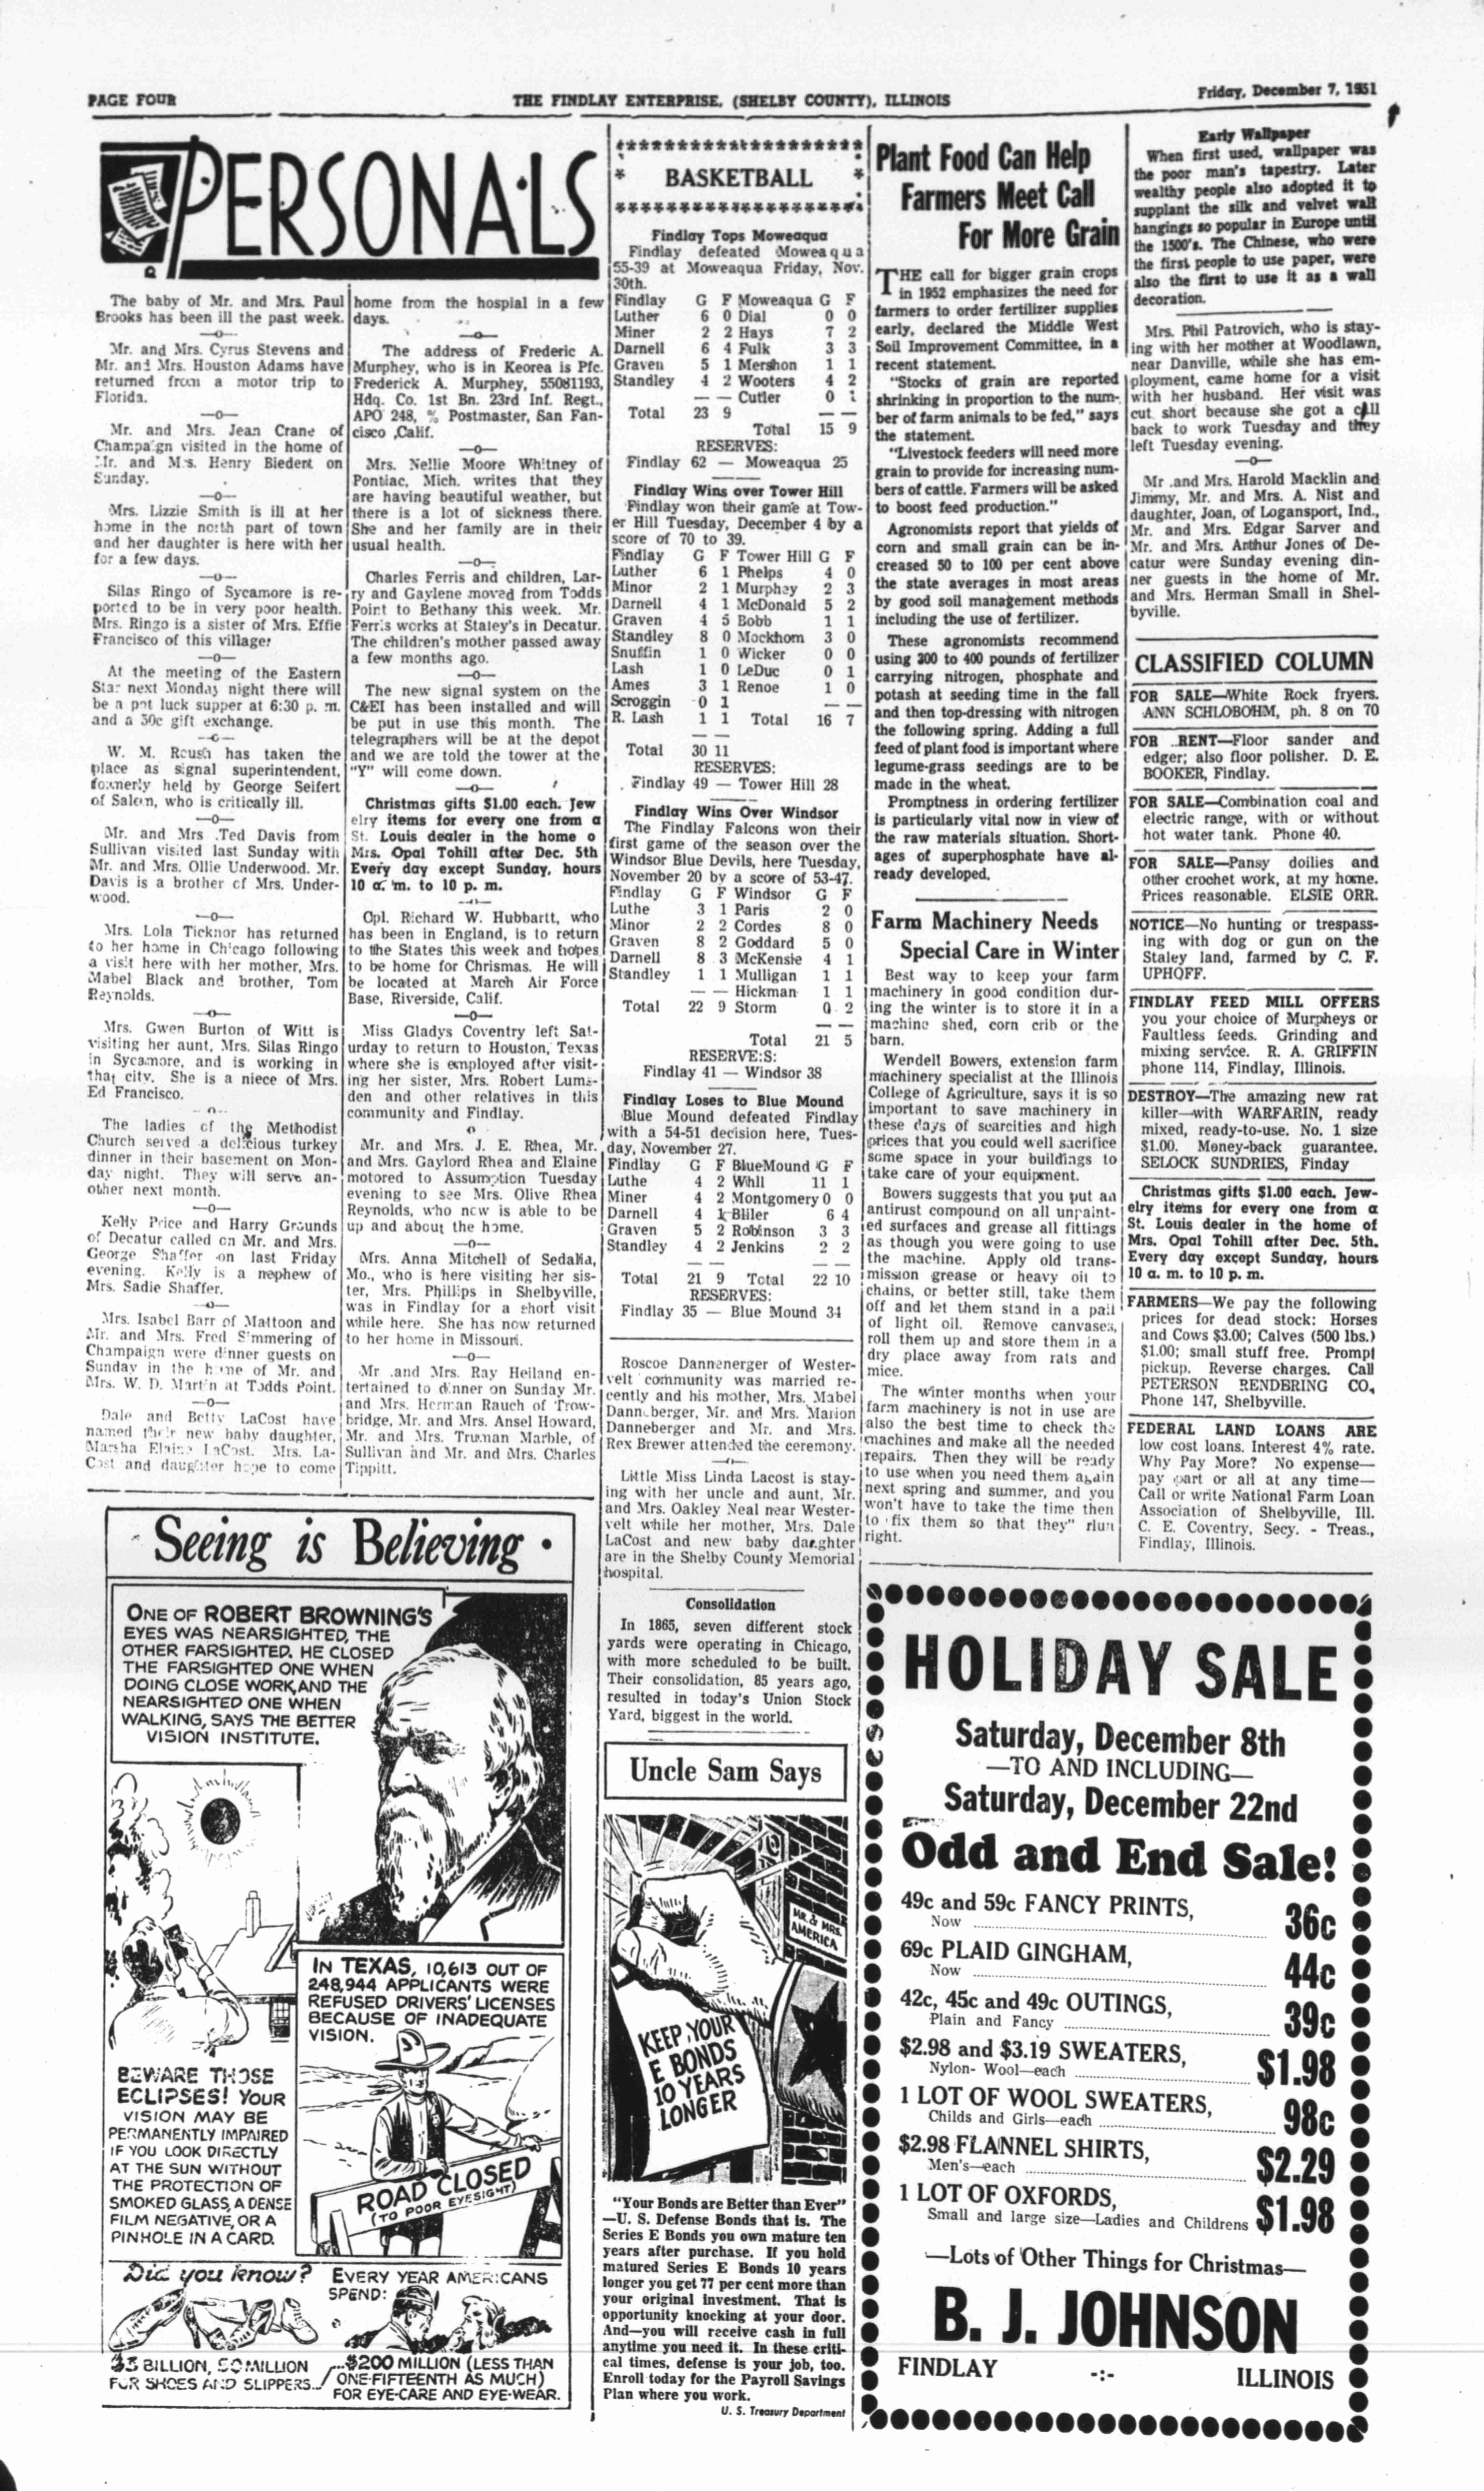 PAGE FOUR
THE FINDLAY ENTERPRISE, (SHELBY COUNTY), ILLINOIS
Friday, December 7, 1951
PERSONALS
The baby of Mr. and Mrs. Paul
Brooks has been ill the past week.
—o—
Mr. and Mrs. Cyrus Stevens and
Mr. and Mrs. Houston Adams have
returned from a motor trip to
Florida.
—o—
Mr. and Mrs. Jean Crane of
Champaign visited in the home of
Mr. and Mrs. Henry Biedert on
Sunday.
—o—
Mrs. Lizzie Smith is ill at her
home in the north part of town
and her daughter is here with her
for a few days.
—o—
Silas Ringo of Sycamore is re-
ported to be in very poor health.
Mrs. Ringo is a sister of Mrs. Effie
Francisco of this village.
—o—
At the meeting of the Eastern
Star next Monday night there will
be a pot luck supper at 6:30 p. m.
and a 50c gift exchange.
—o—
W. M. Rousch has taken the
place as signal superintendent,
formerly held by George Seifert
of Salem, who is critically ill.
—o—
Mr. and Mrs .Ted Davis from
Sullivan visited last Sunday with
Mr. and Mrs. Ollie Underwood. Mr.
Davis is a brother of Mrs. Under-
wood.
—o—
Mrs. Lola Ticknor has returned
to her home in Chicago following
a visit here with her mother, Mrs.
Mabel Black and brother, Tom
Reynolds.
—o—
Mrs. Gwen Burton of Witt is
visiting her aunt, Mrs. Silas Ringo
in Sycamore, and is working in
that city. She is a niece of Mrs.
Ed Francisco.
The ladies of the Methodist
Church served a delicious turkey
dinner in their basement on Mon-
day night. They will serve an-
other next month.
—o—
Kelly Price and Harry Grounds
of Decatur called on Mr. and Mrs.
George Shaffer on last Friday
evening. Kelly is a nephew of
Mrs. Sadie Shaffer.
—o—
Mrs. Isabel Barr of Mattoon and
Mr. and Mrs. Fred Simmering of
Champaign were dinner guests on
Sunday in the home of Mr. and
Mrs. W. D. Martin at Todds Point.
—o—
Dale and Betty LaCost have
named their new baby daughter,
Marsha Elaine LaCost. Mrs. La-
Cost and daughter hope to come
home from the hospial in a few
days.
—o—
The address of Frederic A.
Murphey, who is in Keorea is Pfc.
Frederick A. Murphey, 55081193,
Hdq. Co. 1st Bn. 23rd Inf. Regt.,
APO 248, % Postmaster, San Fan-
cisco ,Calif.
—o—
Mrs. Nellie Moore Whitney of
Pontiac, Mich. writes that they
are having beautiful weather, but
there is a lot of sickness there.
She and her family are in their
usual health.
—o—
Charles Ferris and children, Lar-
ry and Gaylene moved from Todds
Point to Bethany this week. Mr.
Ferris works at Staley's in Decatur.
The children's mother passed away
a few months ago.
—o—
The new signal system on the
C&EI has been installed and will
be put in use this month. The
telegraphers will be at the depot
and we are told the tower at the
"Y" will come down.
—o—
Christmas gifts $1.00 each. Jew
elry items for every one from a
St. Louis dealer in the home o
Mrs. Opal Tohill after Dec. 5th
Every day except Sunday, hours
10 a. m. to 10 p. m.
Cpl. Richard W. Hubbartt, who
has been in England, is to return
to the States this week and hopes
to be home for Chrismas. He will
be located at March Air Force
Base, Riverside, Calif.
—o—
Miss Gladys Coventry left Sat-
urday to return to Houston, Texas
where she is employed after visit-
ing her sister, Mrs. Robert Lums-
den and other relatives in this
community and Findlay.
Mr. and Mrs. J. E. Rhea, Mr.
and Mrs. Gaylord Rhea and Elaine
motored to Assumption Tuesday
evening to see Mrs. Olive Rhea
Reynolds, who now is able to be
up and about the home.
—o—
Mrs. Anna Mitchell of Sedalia,
Mo., who is here visiting her sis-
ter, Mrs. Phillips in Shelbyville,
was in Findlay for a short visit
while here. She has now returned
to her home in Missouri.
—o—
Mr .and Mrs. Ray Heiland en-
tertained to dinner on Sunday Mr.
and Mrs. Herman Rauch of Trow-
bridge, Mr. and Mrs. Ansel Howard,
Mr. and Mrs. Truman Marble, of
Sullivan and Mr. and Mrs. Charles
Tippitt.
BASKETBALL
Findlay Tops Moweaqua
Findlay defeated Moweaqua
55-39 at Moweaqua Friday, Nov.
30th.
Findlay G F Moweaqua G F
Luther 6 0 Dial 0 0
Miner 2 2 Hays 7 2
Darnell 6 4 Fulk 3 3
Graven 5 1 Mershon 1 1
Standley 4 2 Wooters 4 2
— — Cutler 0 1
Total 23 9 — —
Total 15 9
RESERVES:
Findlay 62 — Moweaqua 25
Findlay Wins over Tower Hill
Findlay won their game at Tow-
er Hill Tuesday, December 4 by a
score of 70 to 39.
Findlay G F Tower Hill G F
Luther 6 1 Phelps 4 0
Minor 2 1 Murphey 2 3
Darnell 4 1 McDonald 5 2
Graven 4 5 Bobb 1 1
Standley 8 0 Mockhom 3 0
Snuffin 1 0 Wicker 0 0
Lash 1 0 LeDuc 0 1
Ames 3 1 Renoe 1 0
Scroggin 0 1 — —
R. Lash 1 1 Total 16 7
— —
Total 30 11
RESERVES:
Findlay 49 — Tower Hill 28
Findlay Wins Over Windsor
The Findlay Falcons won their
first game of the season over the
Windsor Blue Devils, here Tuesday,
November 20 by a score of 53-47.
Findlay G F Windsor G F
Luthe 3 1 Paris 2 0
Minor 2 2 Cordes 8 0
Graven 8 2 Goddard 5 0
Darnell 8 3 McKensie 4 1
Standley 1 1 Mulligan 1 1
— — Hickman 1 1
Total 22 9 Storm 0 2
— —
Total 21 5
RESERVE:S:
Findlay 41 — Windsor 38
Findlay Loses to Blue Mound
Blue Mound defeated Findlay
with a 54-51 decision here, Tues-
day, November 27.
Findlay G F BlueMound G F
Luthe 4 2 Wihll 11 1
Miner 4 2 Montgomery 0 0
Darnell 4 1 Bliler 6 4
Graven 5 2 Robinson 3 3
Standley 4 2 Jenkins 2 2
— — — —
Total 21 9 Total 22 10
RESERVES:
Findlay 35 — Blue Mound 34
Roscoe Dannenerger of Wester-
velt community was married re-
cently and his mother, Mrs. Mabel
Danneberger, Mr. and Mrs. Marion
Danneberger and Mr. and Mrs.
Rex Brewer attended the ceremony.
Little Miss Linda Lacost is stay-
ing with her uncle and aunt, Mr.
and Mrs. Oakley Neal near Wester-
velt while her mother, Mrs. Dale
LaCost and new baby daughter
are in the Shelby County Memorial
hospital.
Consolidation
In 1865, seven different stock
yards were operating in Chicago,
with more scheduled to be built.
Their consolidation, 85 years ago,
resulted in today's Union Stock
Yard, biggest in the world.
Uncle Sam Says
MR. & MRS.
AMERICA
KEEP YOUR
E BONDS
10 YEARS
LONGER
"Your Bonds are Better than Ever"
—U. S. Defense Bonds that is. The
Series E Bonds you own mature ten
years after purchase. If you hold
matured Series E Bonds 10 years
longer you get 77 per cent more than
your original investment. That is
opportunity knocking at your door.
And—you will receive cash in full
anytime you need it. In these criti-
cal times, defense is your job, too.
Enroll today for the Payroll Savings
Plan where you work.
U. S. Treasury Department
Plant Food Can Help
Farmers Meet Call
For More Grain
THE call for bigger grain crops
in 1952 emphasizes the need for
farmers to order fertilizer supplies
early, declared the Middle West
Soil Improvement Committee, in a
recent statement.
"Stocks of grain are reported
shrinking in proportion to the num-
ber of farm animals to be fed," says
the statement.
"Livestock feeders will need more
grain to provide for increasing num-
bers of cattle. Farmers will be asked
to boost feed production."
Agronomists report that yields of
corn and small grain can be in-
creased 50 to 100 per cent above
the state averages in most areas
by good soil management methods
including the use of fertilizer.
These agronomists recommend
using 200 to 400 pounds of fertilizer
carrying nitrogen, phosphate and
potash at seeding time in the fall
and then top-dressing with nitrogen
the following spring. Adding a full
feed of plant food is important where
legume-grass seedings are to be
made in the wheat.
Promptness in ordering fertilizer
is particularly vital now in view of
the raw materials situation. Short-
ages of superphosphate have al-
ready developed.
Farm Machinery Needs
Special Care in Winter
Best way to keep your farm
machinery in good condition dur-
ing the winter is to store it in a
machine shed, corn crib or the
barn.
Wendell Bowers, extension farm
machinery specialist at the Illinois
College of Agriculture, says it is so
important to save machinery in
these days of scarcities and high
prices that you could well sacrifice
some space in your buildings to
take care of your equipment.
Bowers suggests that you put an
antirust compound on all unpaint-
ed surfaces and grease all fittings
as though you were going to use
the machine. Apply old trans-
mission grease or heavy oil to
chains, or better still, take them
off and let them stand in a pail
of light oil. Remove canvases,
roll them up and store them in a
dry place away from rats and
mice.
The winter months when your
farm machinery is not in use are
also the best time to check the
machines and make all the needed
repairs. Then they will be ready
to use when you need them again
next spring and summer, and you
won't have to take the time then
to fix them so that they" run
right.
Early Wallpaper
When first used, wallpaper was
the poor man's tapestry. Later
wealthy people also adopted it to
supplant the silk and velvet wall
hangings so popular in Europe until
the 1500's. The Chinese, who were
the first people to use paper, were
also the first to use it as a wall
decoration.
Mrs. Phil Patrovich, who is stay-
ing with her mother at Woodlawn,
near Danville, while she has em-
ployment, came home for a visit
with her husband. Her visit was
cut short because she got a call
back to work Tuesday and they
left Tuesday evening.
—o—
Mr .and Mrs. Harold Macklin and
Jimmy, Mr. and Mrs. A. Nist and
daughter, Joan, of Logansport, Ind.,
Mr. and Mrs. Edgar Sarver and
Mr. and Mrs. Arthur Jones of De-
catur were Sunday evening din-
ner guests in the home of Mr.
and Mrs. Herman Small in Shel-
byville.
CLASSIFIED COLUMN
FOR SALE—White Rock fryers.
ANN SCHLOBOHM, ph. 8 on 70
FOR RENT—Floor sander and
edger; also floor polisher. D. E.
BOOKER, Findlay.
FOR SALE—Combination coal and
electric range, with or without
hot water tank. Phone 40.
FOR SALE—Pansy doilies and
other crochet work, at my home.
Prices reasonable. ELSIE ORR.
NOTICE—No hunting or trespass-
ing with dog or gun on the
Staley land, farmed by C. F.
UPHOFF.
FINDLAY FEED MILL OFFERS
you your choice of Murpheys or
Faultless feeds. Grinding and
mixing service. R. A. GRIFFIN
phone 114, Findlay, Illinois.
DESTROY—The amazing new rat
killer—with WARFARIN, ready
mixed, ready-to-use. No. 1 size
$1.00. Money-back guarantee.
SELOCK SUNDRIES, Finday
Christmas gifts $1.00 each. Jew-
elry items for every one from a
St. Louis dealer in the home of
Mrs. Opal Tohill after Dec. 5th.
Every day except Sunday, hours
10 a. m. to 10 p. m.
FARMERS—We pay the following
prices for dead stock: Horses
and Cows $3.00; Calves (500 lbs.)
$1.00; small stuff free. Prompt
pickup. Reverse charges. Call
PETERSON RENDBRING CO.,
Phone 147, Shelbyville.
FEDERAL LAND LOANS ARE
low cost loans. Interest 4% rate.
Why Pay More? No expense—
pay part or all at any time—
Call or write National Farm Loan
Association of Shelbyville, Ill.
C. E. Coventry, Secy. - Treas.,
Findlay, Illinois.
Seeing is Believing
ONE OF ROBERT BROWNING'S
EYES WAS NEARSIGHTED, THE
OTHER FARSIGHTED. HE CLOSED
THE FARSIGHTED ONE WHEN
DOING CLOSE WORK, AND THE
NEARSIGHTED ONE WHEN
WALKING, SAYS THE BETTER
VISION INSTITUTE.
BEWARE THOSE
ECLIPSES! YOUR
VISION MAY BE
PERMANENTLY IMPAIRED
IF YOU LOOK DIRECTLY
AT THE SUN WITHOUT
THE PROTECTION OF
SMOKED GLASS, A DENSE
FILM NEGATIVE, OR A
PINHOLE IN A CARD.
IN TEXAS, 10,613 OUT OF
248,944 APPLICANTS WERE
REFUSED DRIVERS' LICENSES
BECAUSE OF INADEQUATE
VISION.
ROAD CLOSED
(TO POOR EYESIGHT)
Did you know?
EVERY YEAR AMERICANS
SPEND:
$3 BILLION, 50 MILLION
FOR SHOES AND SLIPPERS...
...$200 MILLION (LESS THAN
ONE-FIFTEENTH AS MUCH)
FOR EYE-CARE AND EYE-WEAR.
HOLIDAY SALE
Saturday, December 8th
—TO AND INCLUDING—
Saturday, December 22nd
Odd and End Sale!
49c and 59c FANCY PRINTS,
Now 36c
69c PLAID GINGHAM,
Now 44c
42c, 45c and 49c OUTINGS,
Plain and Fancy 39c
$2.98 and $3.19 SWEATERS,
Nylon- Wool—each $1.98
1 LOT OF WOOL SWEATERS,
Childs and Girls—each 98c
$2.98 FLANNEL SHIRTS,
Men's—each $2.29
1 LOT OF OXFORDS,
Small and large size—Ladies and Childrens $1.98
—Lots of Other Things for Christmas—
B. J. JOHNSON
FINDLAY -:- ILLINOIS